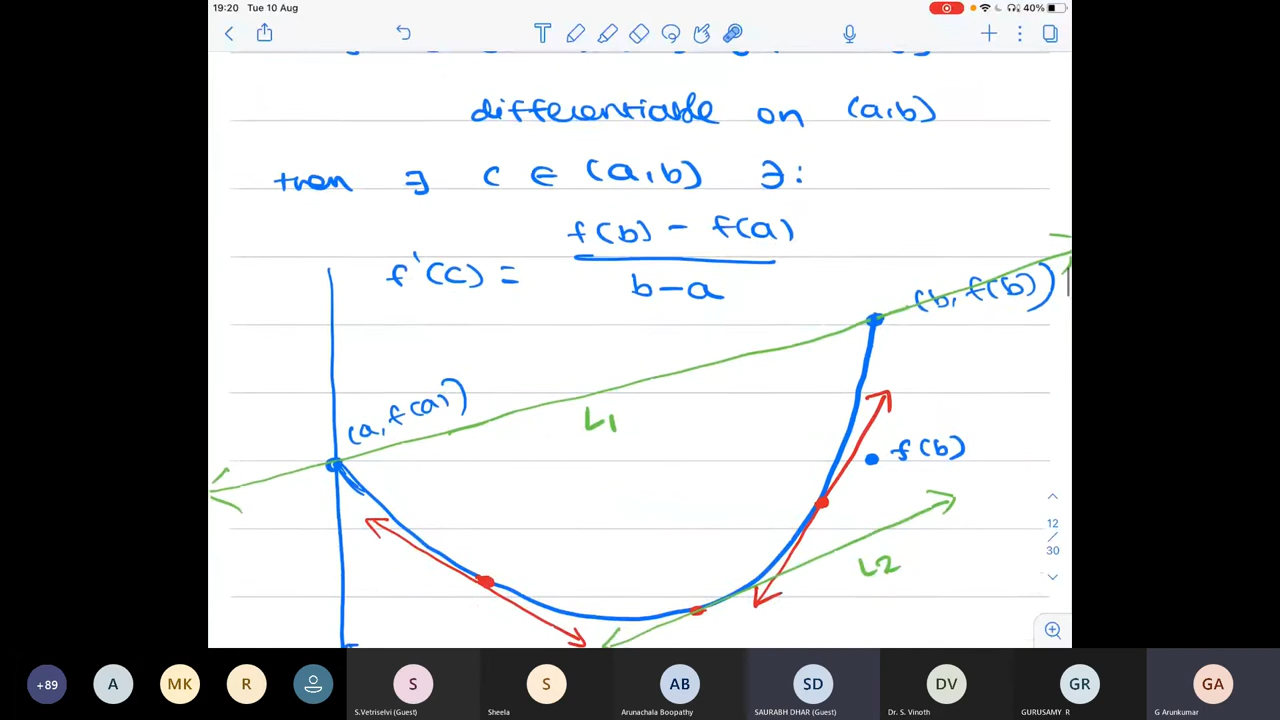 19:20 Tue 10 Aug
40%
differentiable on (a,b)
then ∃ c ∈ (a,b) ∋:
f'(c) = f(b) - f(a) / b-a
(b, f(b))
(a, f(a))
L1
f(b)
L2
12
/
30
+89
A
MK
R
S
S
AB
SD
DV
GR
GA
S.Vetriselvi (Guest)
Sheela
Arunachala Boopathy
SAURABH DHAR (Guest)
Dr. S. Vinoth
GURUSAMY R
G Arunkumar